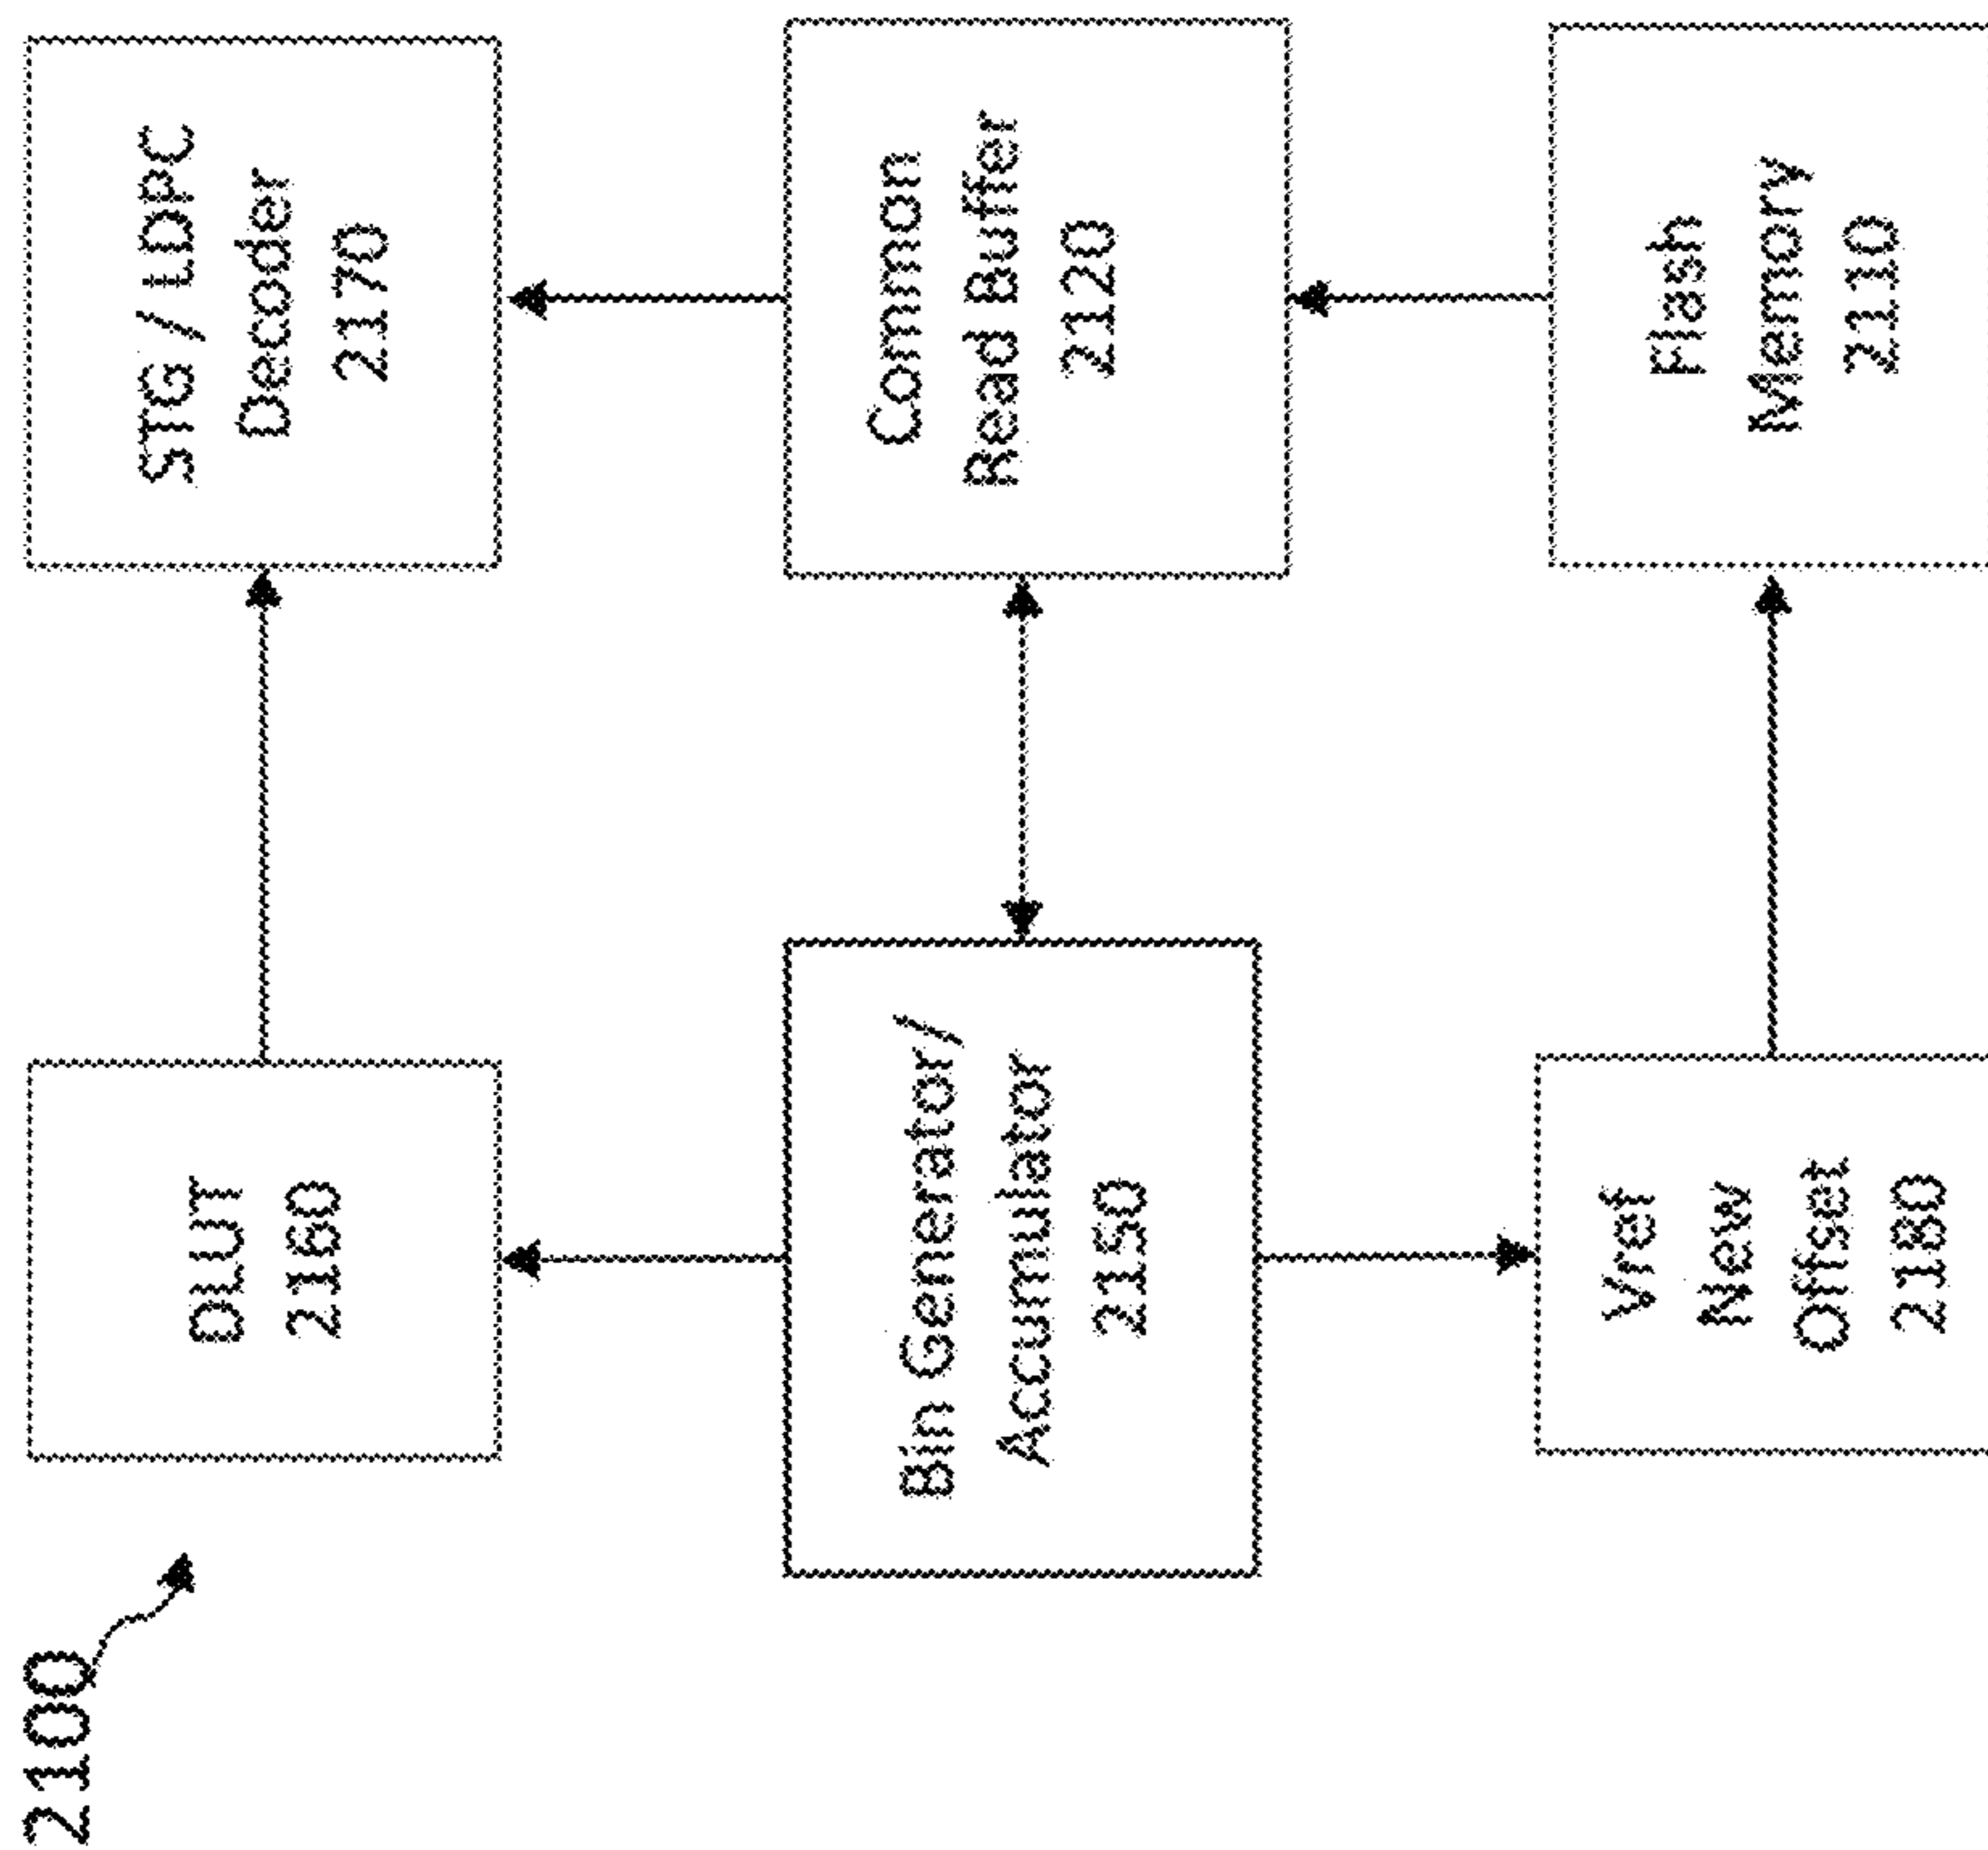 2100
DLUT
2160
STG / LDPC
Decoder
2170
Bin Generator/
Accumulator
2150
Common
Read Buffer
2120
Vref
New
Offset
2180
Flash
Memory
2110